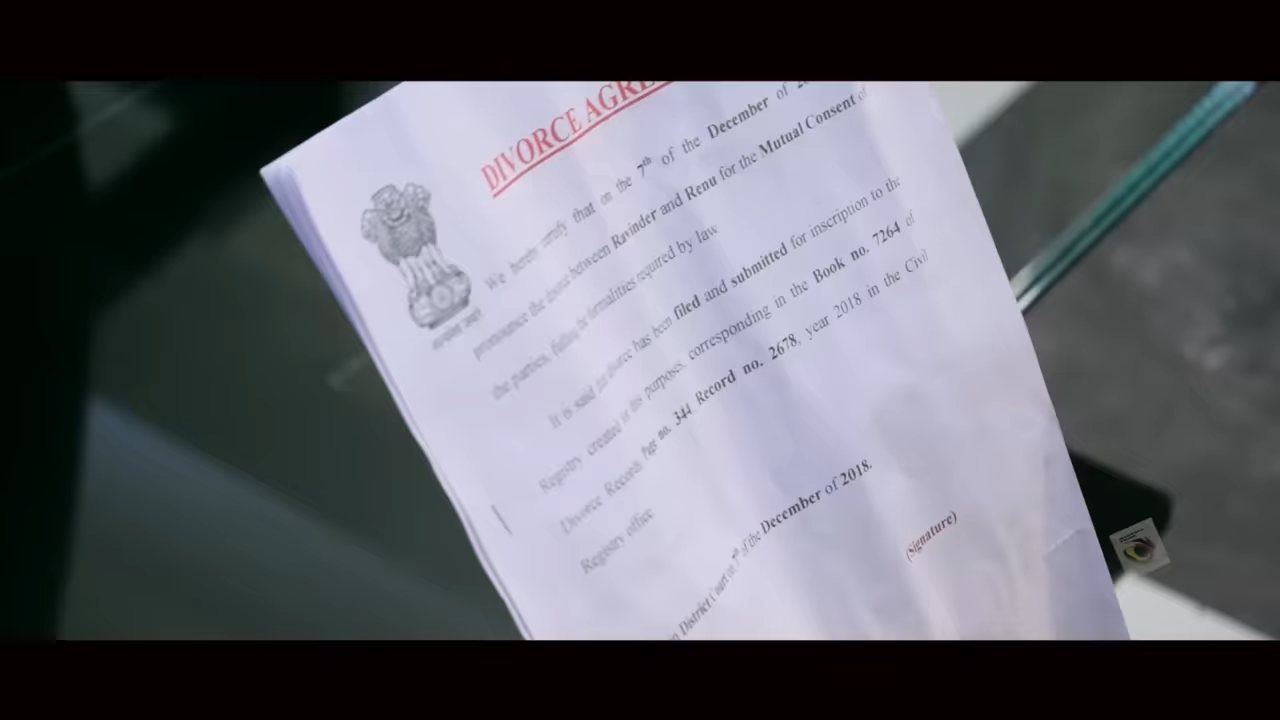 DIVORCE AGRE
We hereby certify that on the 7th of the December of 20
pronounce the divorce between Ravinder and Renu for the Mutual Consent of
the parties, fulfilling the formalities required by law
It is said has been filed and submitted for inscription to the
Registry created purposes, corresponding in the Book no. 7264 of
Divorce Records Page no. 344 Record no. 2678, year 2018 in the Civil
Registry office
District Court on 7th of the December of 2018.
(Signature)